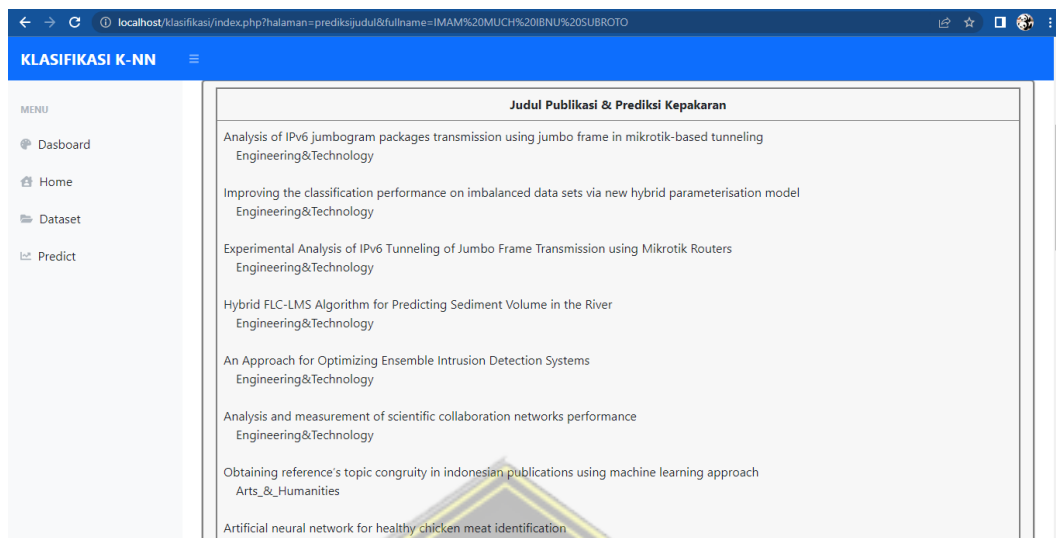 localhost/klasifikasi/index.php?halaman=prediksijudul&fullname=IMAM%20MUCH%20IBNU%20SUBROTO
KLASIFIKASI K-NN
MENU
Dasboard
Home
Dataset
Predict
Judul Publikasi & Prediksi Kepakaran
Analysis of IPv6 jumbogram packages transmission using jumbo frame in mikrotik-based tunneling
Engineering&Technology
Improving the classification performance on imbalanced data sets via new hybrid parameterisation model
Engineering&Technology
Experimental Analysis of IPv6 Tunneling of Jumbo Frame Transmission using Mikrotik Routers
Engineering&Technology
Hybrid FLC-LMS Algorithm for Predicting Sediment Volume in the River
Engineering&Technology
An Approach for Optimizing Ensemble Intrusion Detection Systems
Engineering&Technology
Analysis and measurement of scientific collaboration networks performance
Engineering&Technology
Obtaining reference's topic congruity in indonesian publications using machine learning approach
Arts_&_Humanities
Artificial neural network for healthy chicken meat identification